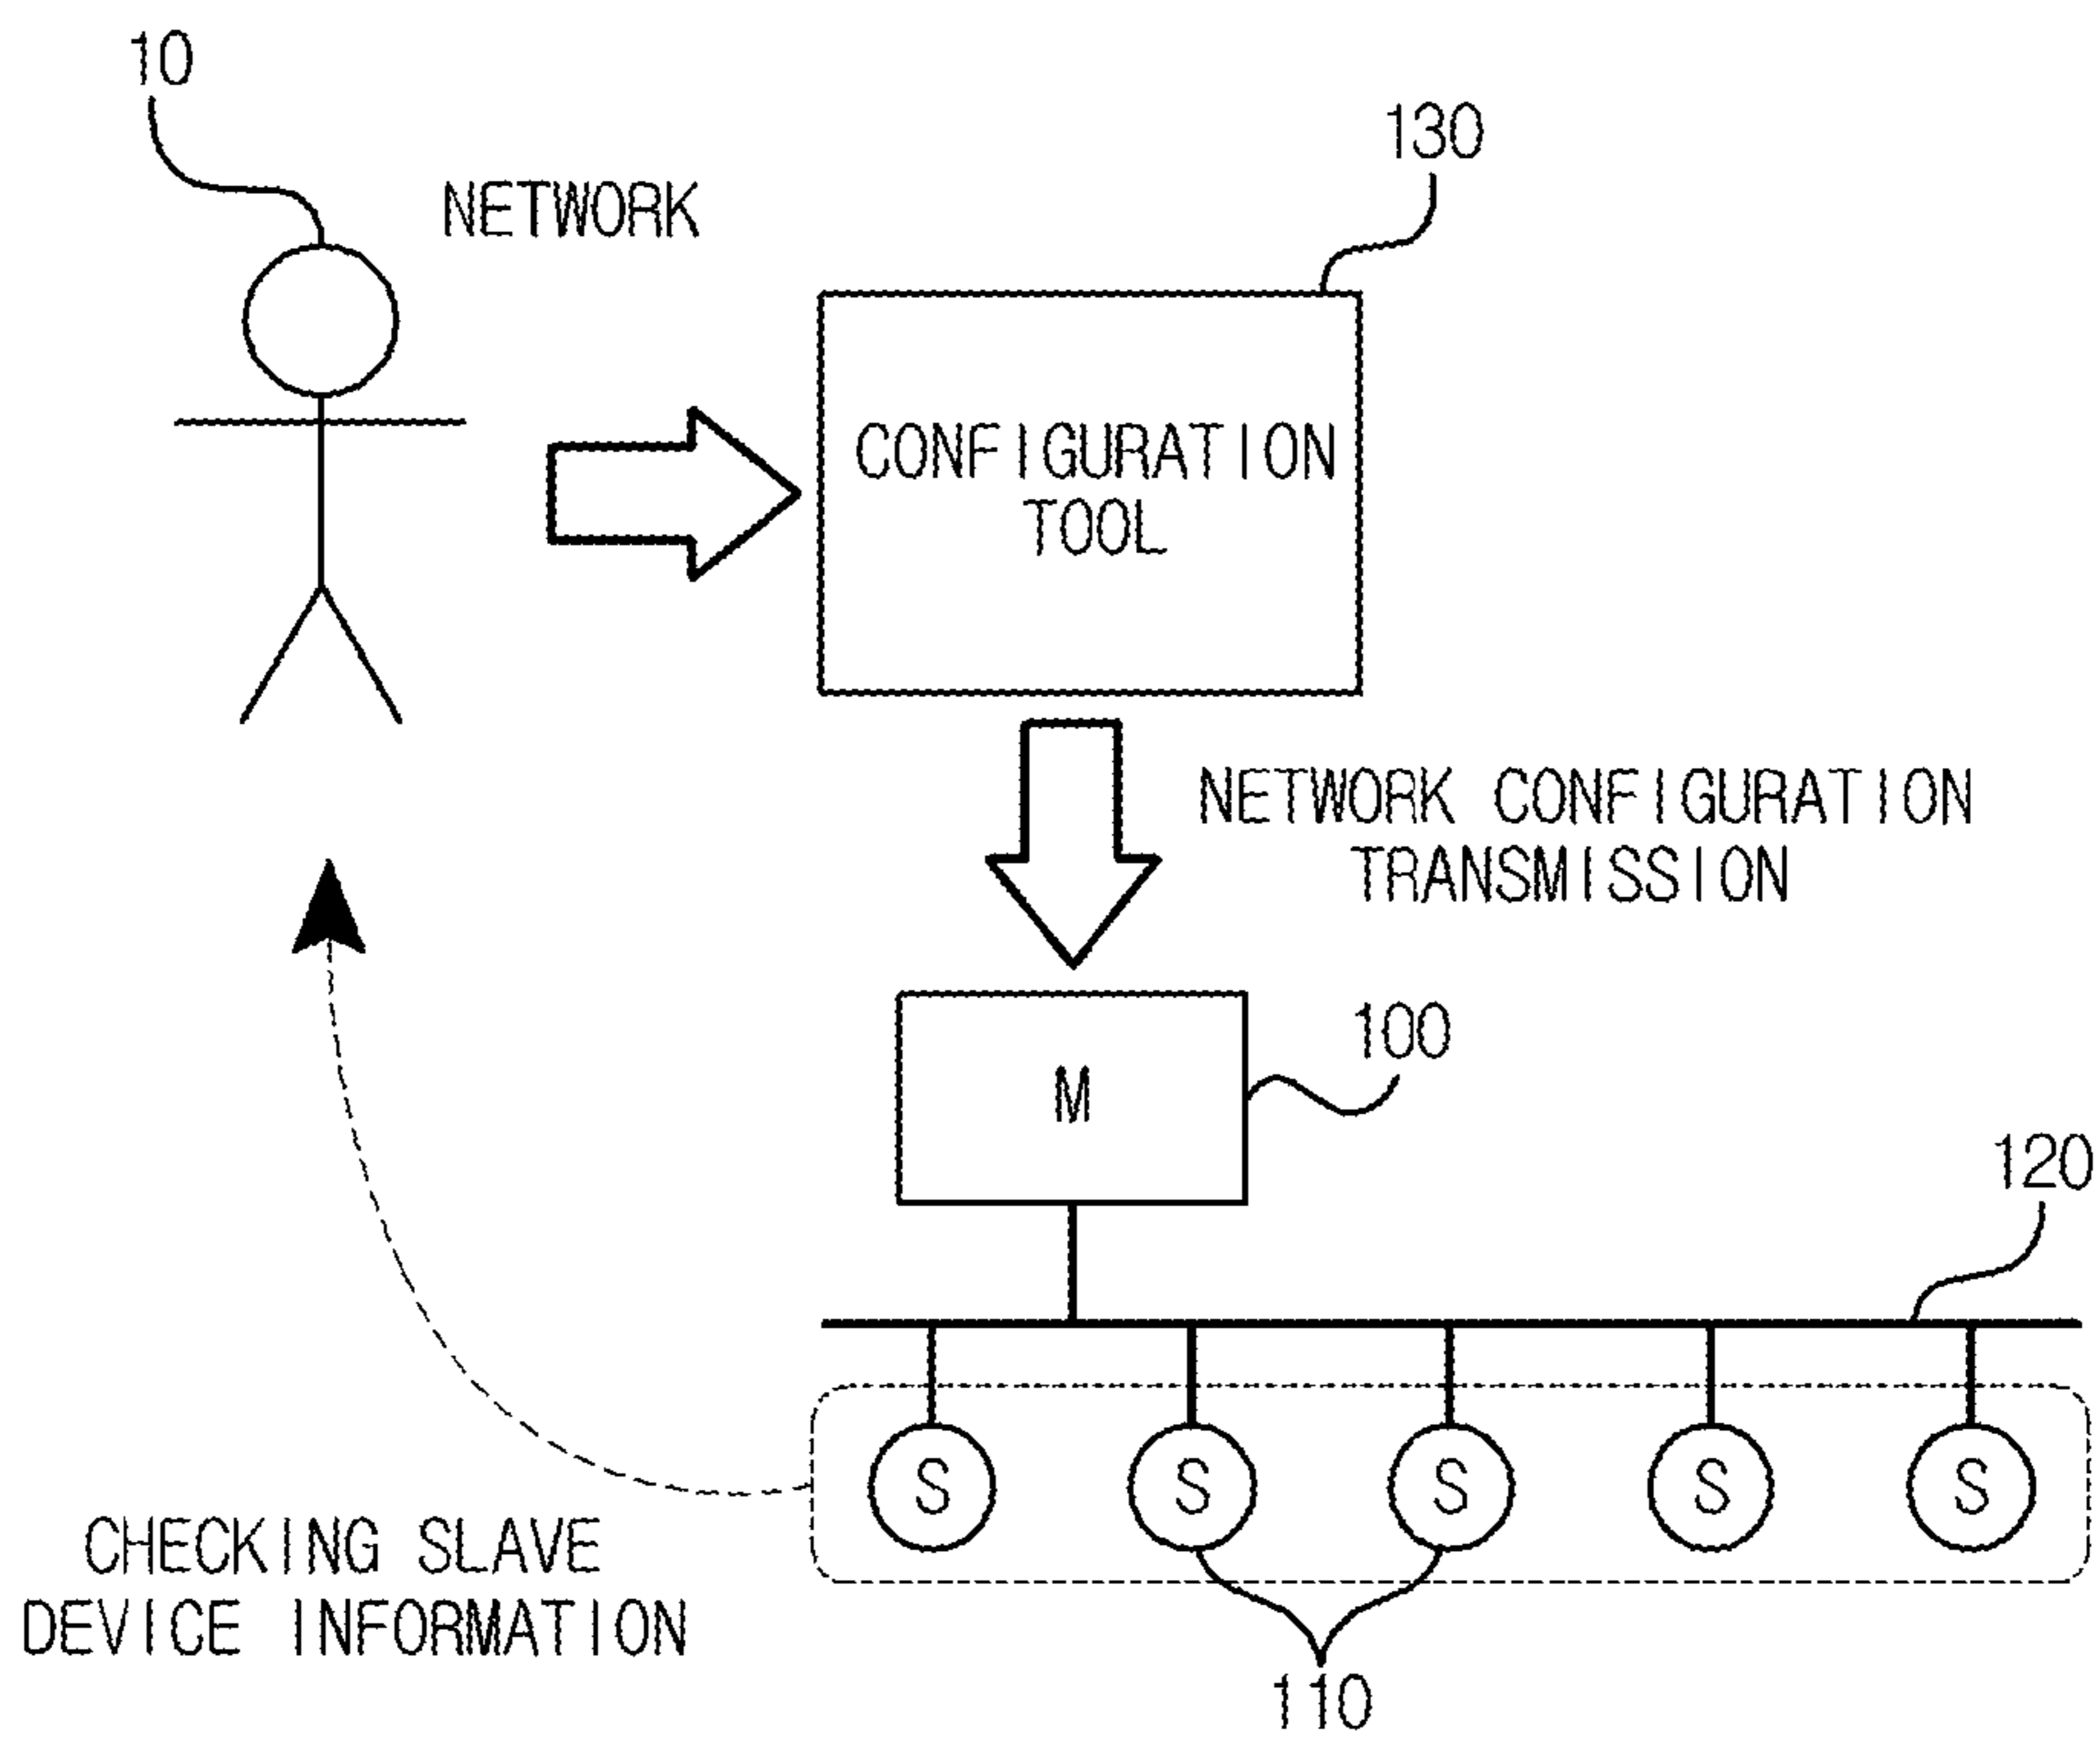 10
NETWORK
130
CONFIGURATION
TOOL
NETWORK CONFIGURATION
TRANSMISSION
M
100
120
S S S S S
CHECKING SLAVE
DEVICE INFORMATION
110